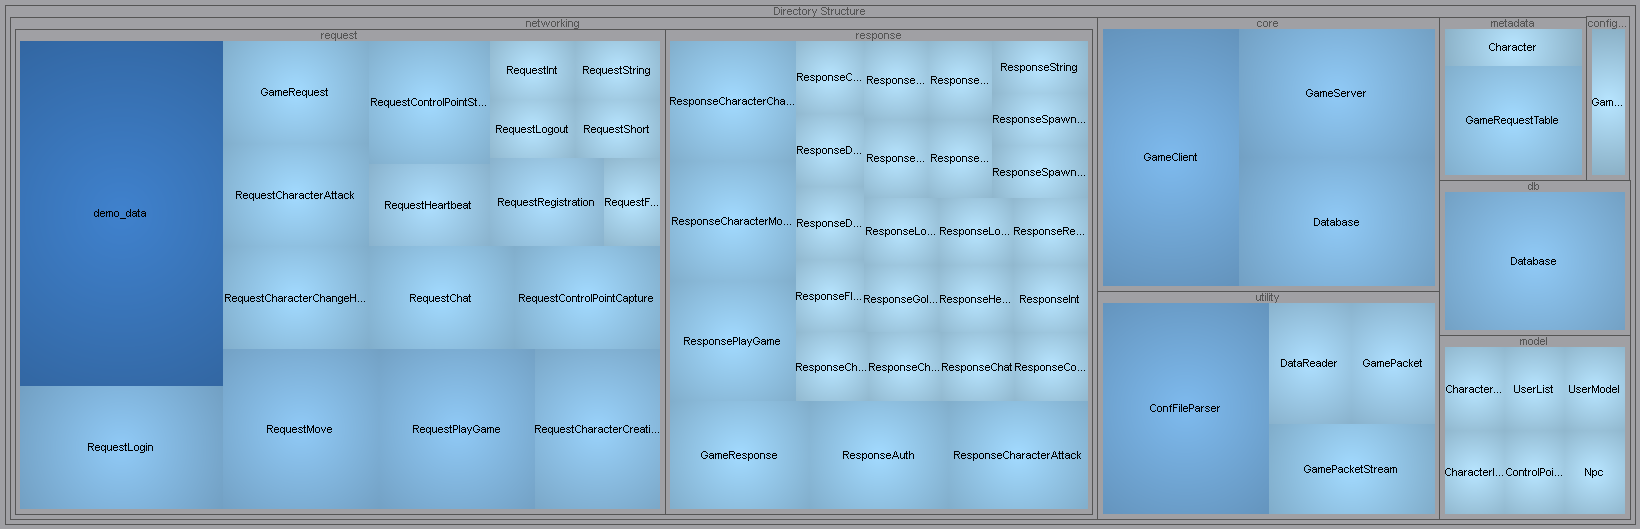 Directory Structure
networking
core
metadata
config...
request
response
demo_data
RequestLogin
GameRequest
RequestControlPointSt...
RequestInt
RequestString
RequestLogout
RequestShort
RequestCharacterAttack
RequestHeartbeat
RequestRegistration
RequestF...
RequestCharacterChangeH...
RequestChat
RequestControlPointCapture
RequestMove
RequestPlayGame
RequestCharacterCreati...
ResponseCharacterCha...
ResponseCharacterMo...
ResponsePlayGame
ResponseC...
ResponseD...
ResponseD...
ResponseFl...
ResponseCh...
Response...
Response...
Response...
Response...
ResponseString
ResponseSpawn...
ResponseSpawn...
ResponseLo...
ResponseLo...
ResponseRe...
ResponseGol...
ResponseHe...
ResponseInt
ResponseCh...
ResponseChat
ResponseCo...
GameResponse
ResponseAuth
ResponseCharacterAttack
GameClient
GameServer
Database
utility
ConfFileParser
DataReader
GamePacket
GamePacketStream
Character
GameRequestTable
Gam...
db
Database
model
Character...
UserList
UserModel
CharacterI...
ControlPoi...
Npc